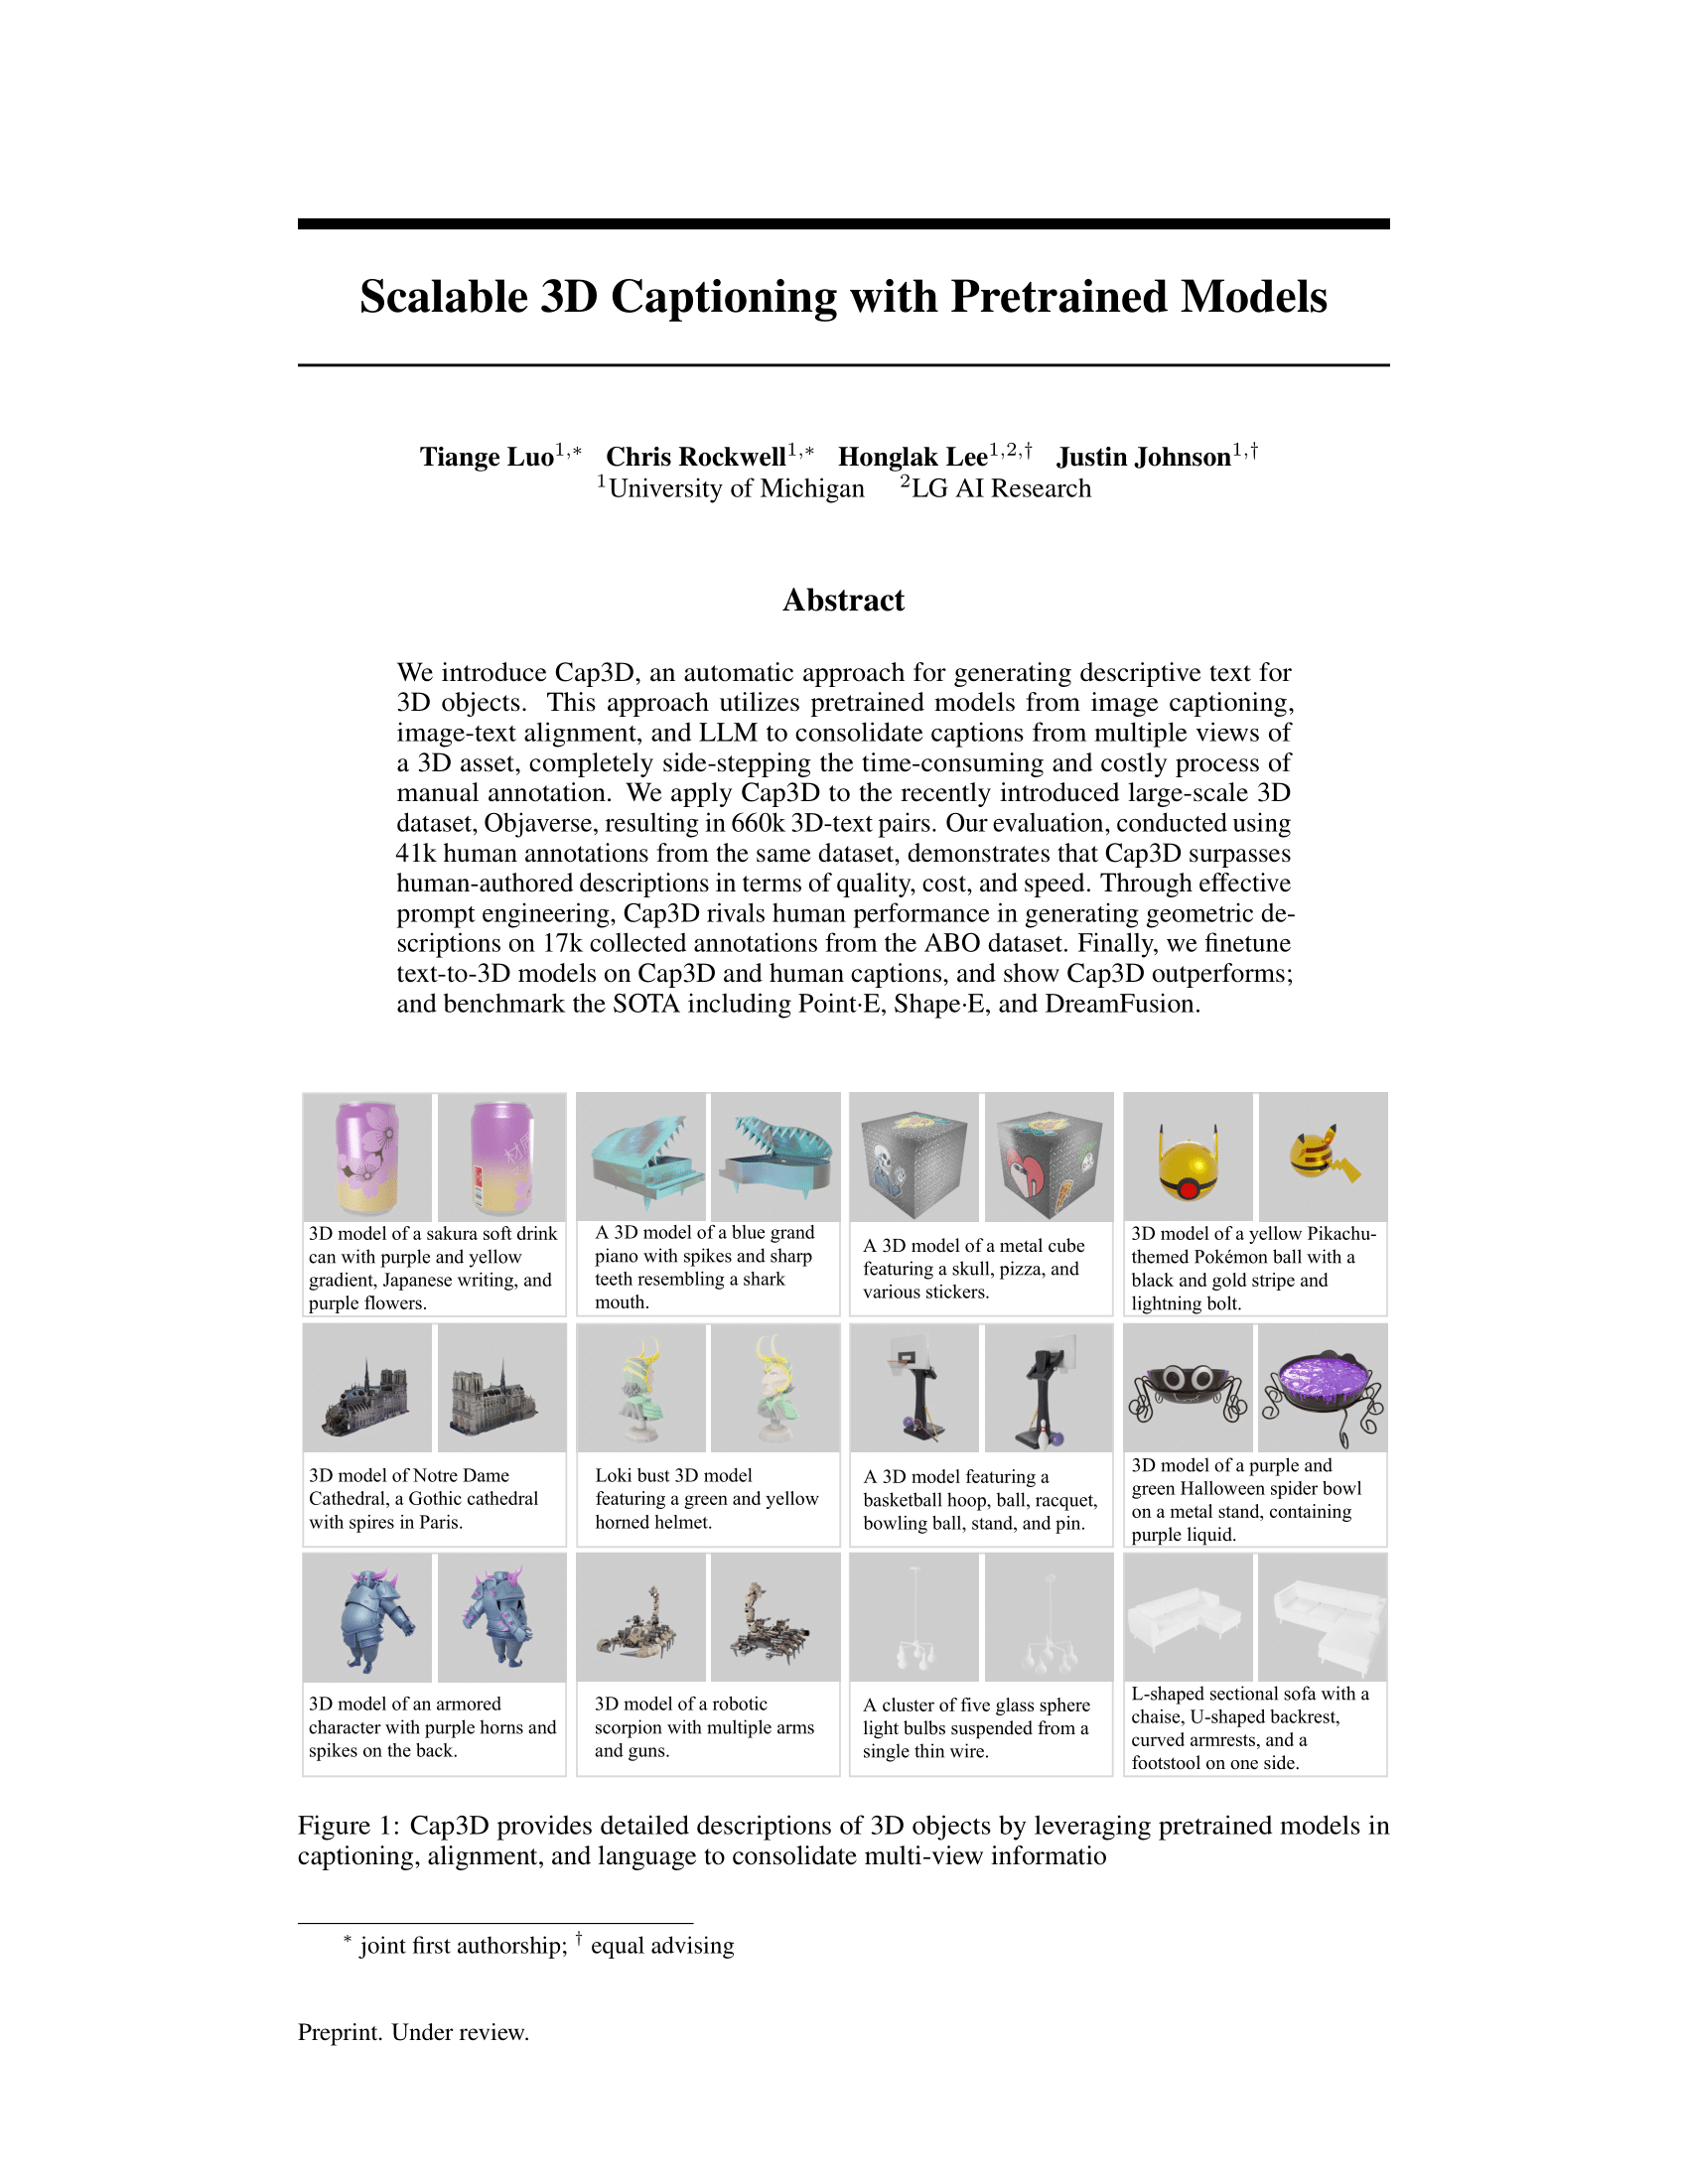 Scalable 3D Captioning with Pretrained Models
Tiange Luo1,∗ Chris Rockwell1,∗ Honglak Lee1,2,† Justin Johnson1,†
1University of Michigan 2LG AI Research
Abstract
We introduce Cap3D, an automatic approach for generating descriptive text for
3D objects. This approach utilizes pretrained models from image captioning,
image-text alignment, and LLM to consolidate captions from multiple views of
a 3D asset, completely side-stepping the time-consuming and costly process of
manual annotation. We apply Cap3D to the recently introduced large-scale 3D
dataset, Objaverse, resulting in 660k 3D-text pairs. Our evaluation, conducted using
41k human annotations from the same dataset, demonstrates that Cap3D surpasses
human-authored descriptions in terms of quality, cost, and speed. Through effective
prompt engineering, Cap3D rivals human performance in generating geometric de-
scriptions on 17k collected annotations from the ABO dataset. Finally, we finetune
text-to-3D models on Cap3D and human captions, and show Cap3D outperforms;
and benchmark the SOTA including Point·E, Shape·E, and DreamFusion.
3D model of a sakura soft drink
can with purple and yellow
gradient, Japanese writing, and
purple flowers.
A 3D model of a blue grand
piano with spikes and sharp
teeth resembling a shark
mouth.
A 3D model of a metal cube
featuring a skull, pizza, and
various stickers.
3D model of a yellow Pikachu-
themed Pokémon ball with a
black and gold stripe and
lightning bolt.
3D model of Notre Dame
Cathedral, a Gothic cathedral
with spires in Paris.
Loki bust 3D model
featuring a green and yellow
horned helmet.
A 3D model featuring a
basketball hoop, ball, racquet,
bowling ball, stand, and pin.
3D model of a purple and
green Halloween spider bowl
on a metal stand, containing
purple liquid.
3D model of an armored
character with purple horns and
spikes on the back.
3D model of a robotic
scorpion with multiple arms
and guns.
A cluster of five glass sphere
light bulbs suspended from a
single thin wire.
L-shaped sectional sofa with a
chaise, U-shaped backrest,
curved armrests, and a
footstool on one side.
Figure 1: Cap3D provides detailed descriptions of 3D objects by leveraging pretrained models in
captioning, alignment, and language to consolidate multi-view informatio
∗ joint first authorship; † equal advising
Preprint. Under review.